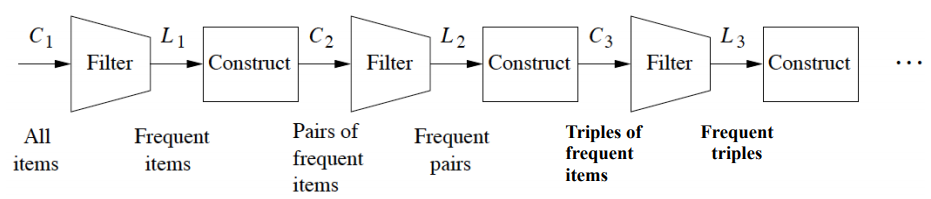 C1 L1 C2 L2 C3 L3
Filter Construct Filter Construct Filter Construct ...
All
items
Frequent
items
Pairs of
frequent
items
Frequent
pairs
Triples of
frequent
items
Frequent
triples